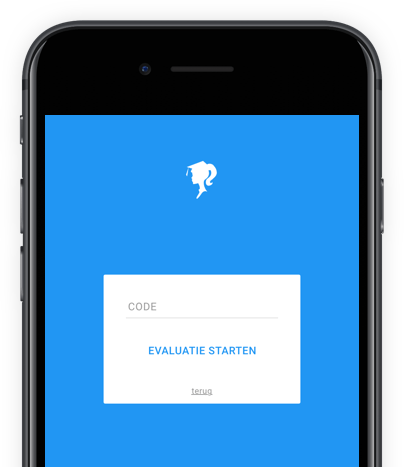 CODE
EVALUATIE STARTEN
terug